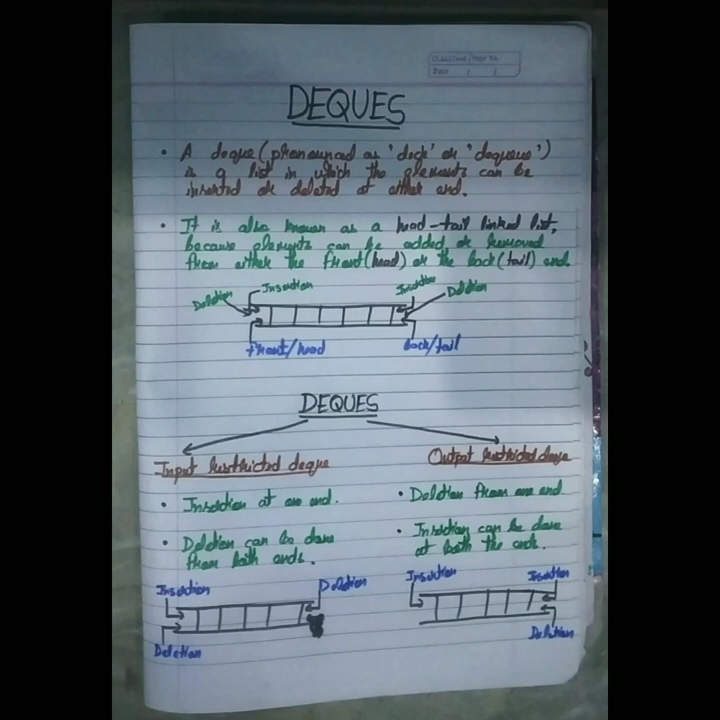 Classmate Page No.
Date / /
DEQUES
• A deque (pronounced as 'deck' or 'dequeue')
is a list in which the elements can be
inserted or deleted at either end.
• It is also known as a head-tail linked list,
because elements can be added or removed
from either the front (head) or the back (tail) end.
Deletion Insertion Insertion Deletion
front/head back/tail
DEQUES
Input restricted deque
• Insertion at one end.
• Deletion can be done
from both ends.
Insertion Deletion
Deletion
Output restricted deque
• Deletion from one end.
• Insertion can be done
at both the ends.
Insertion Insertion
Deletion